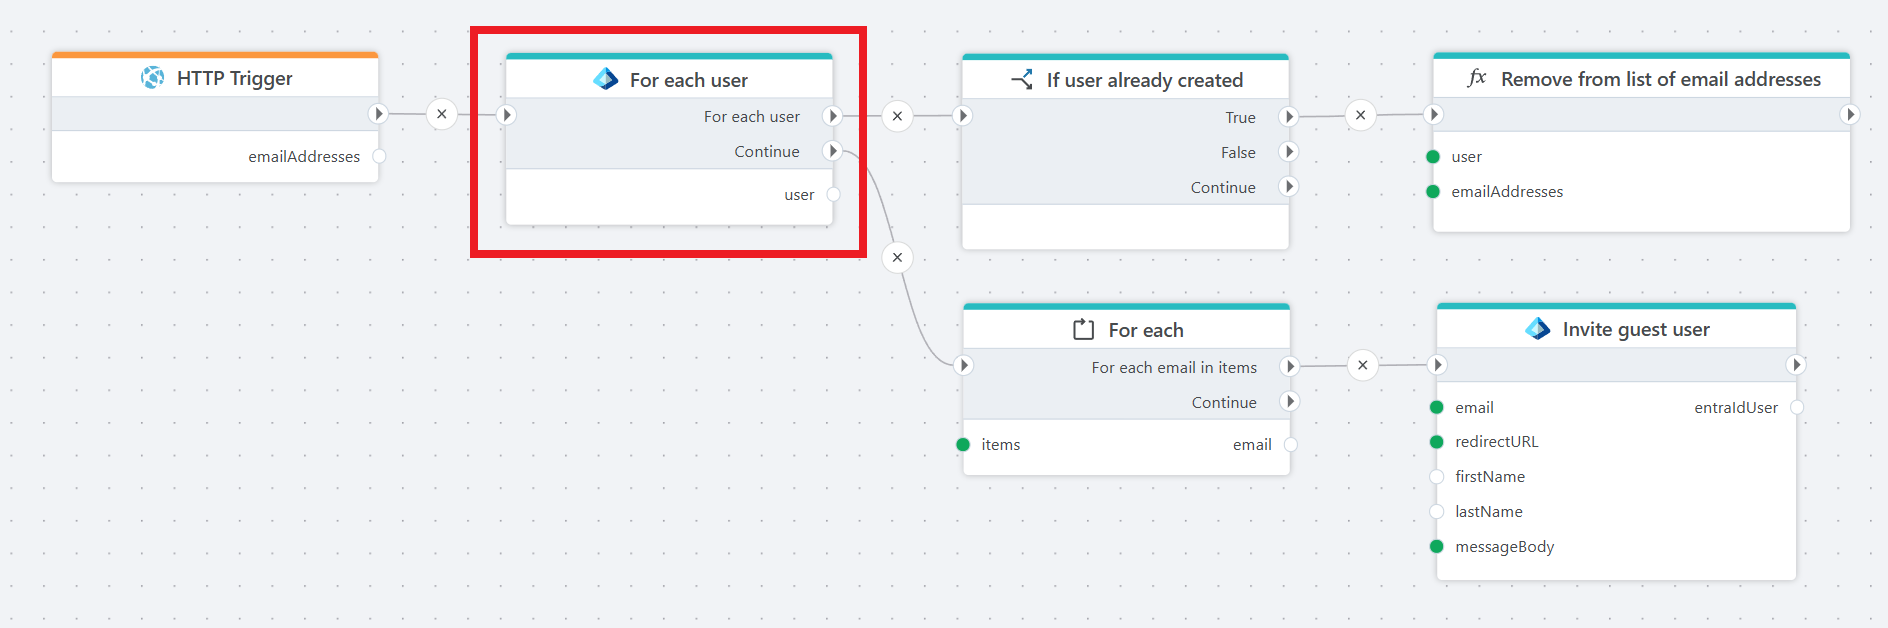 HTTP Trigger
emailAddresses
For each user
For each user
Continue
user
If user already created
True
False
Continue
fx Remove from list of email addresses
user
emailAddresses
For each
For each email in items
Continue
items email
Invite guest user
email entraIdUser
redirectURL
firstName
lastName
messageBody